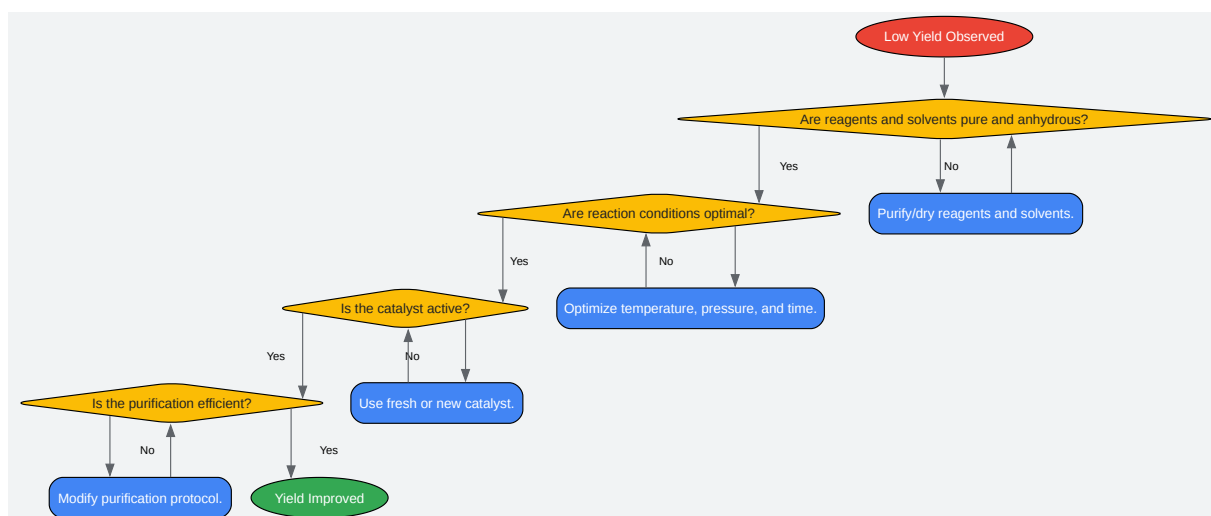 Low Yield Observed
Are reagents and solvents pure and anhydrous?
Yes
No
Purify/dry reagents and solvents.
Are reaction conditions optimal?
Yes
No
Optimize temperature, pressure, and time.
Is the catalyst active?
Yes
No
Use fresh or new catalyst.
Is the purification efficient?
No
Yes
Modify purification protocol.
Yield Improved